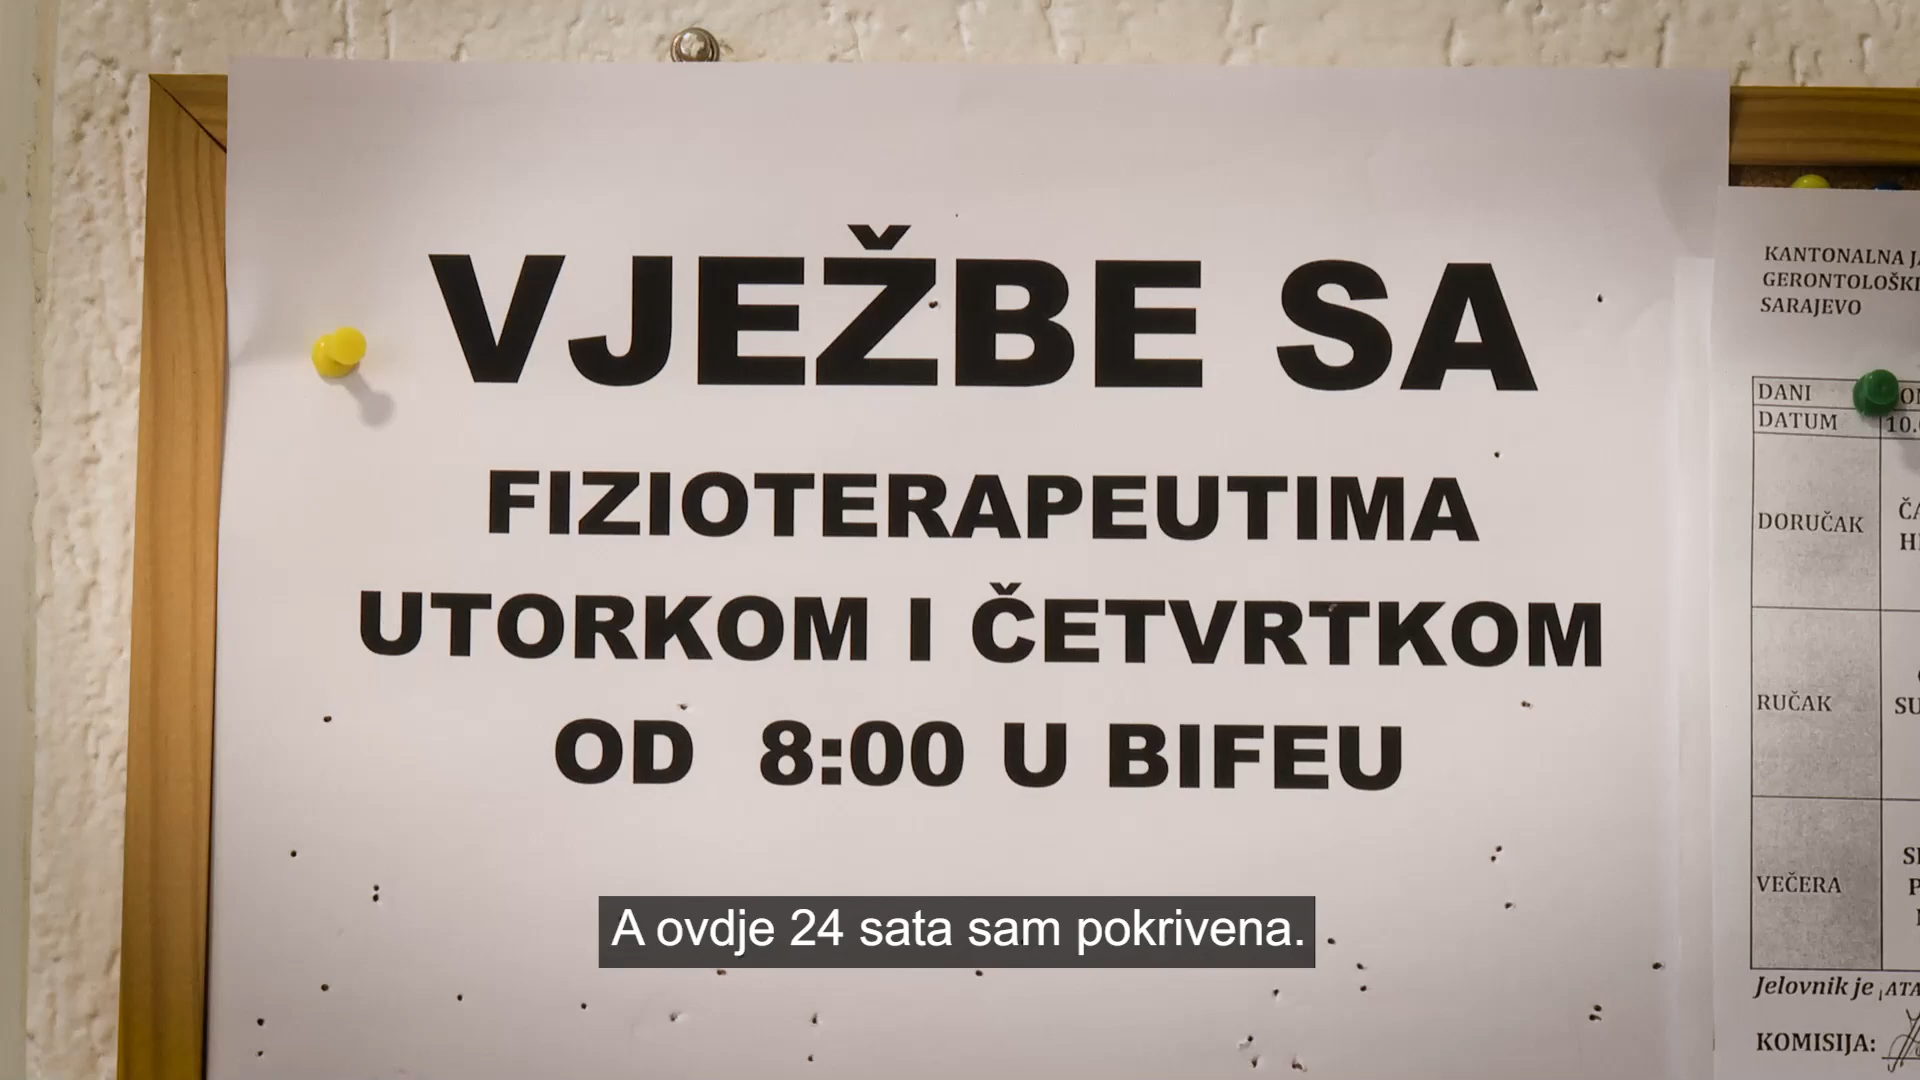 VJEŽBE SA
FIZIOTERAPEUTIMA
UTORKOM I ČETVRTKOM
OD 8:00 U BIFEU
KANTONALNA
GERONTOLOŠKI
SARAJEVO
DANI
DATUM
DORUČAK
RUČAK
VEČERA
Jelovnik je
KOMISIJA:
A ovdje 24 sata sam pokrivena.